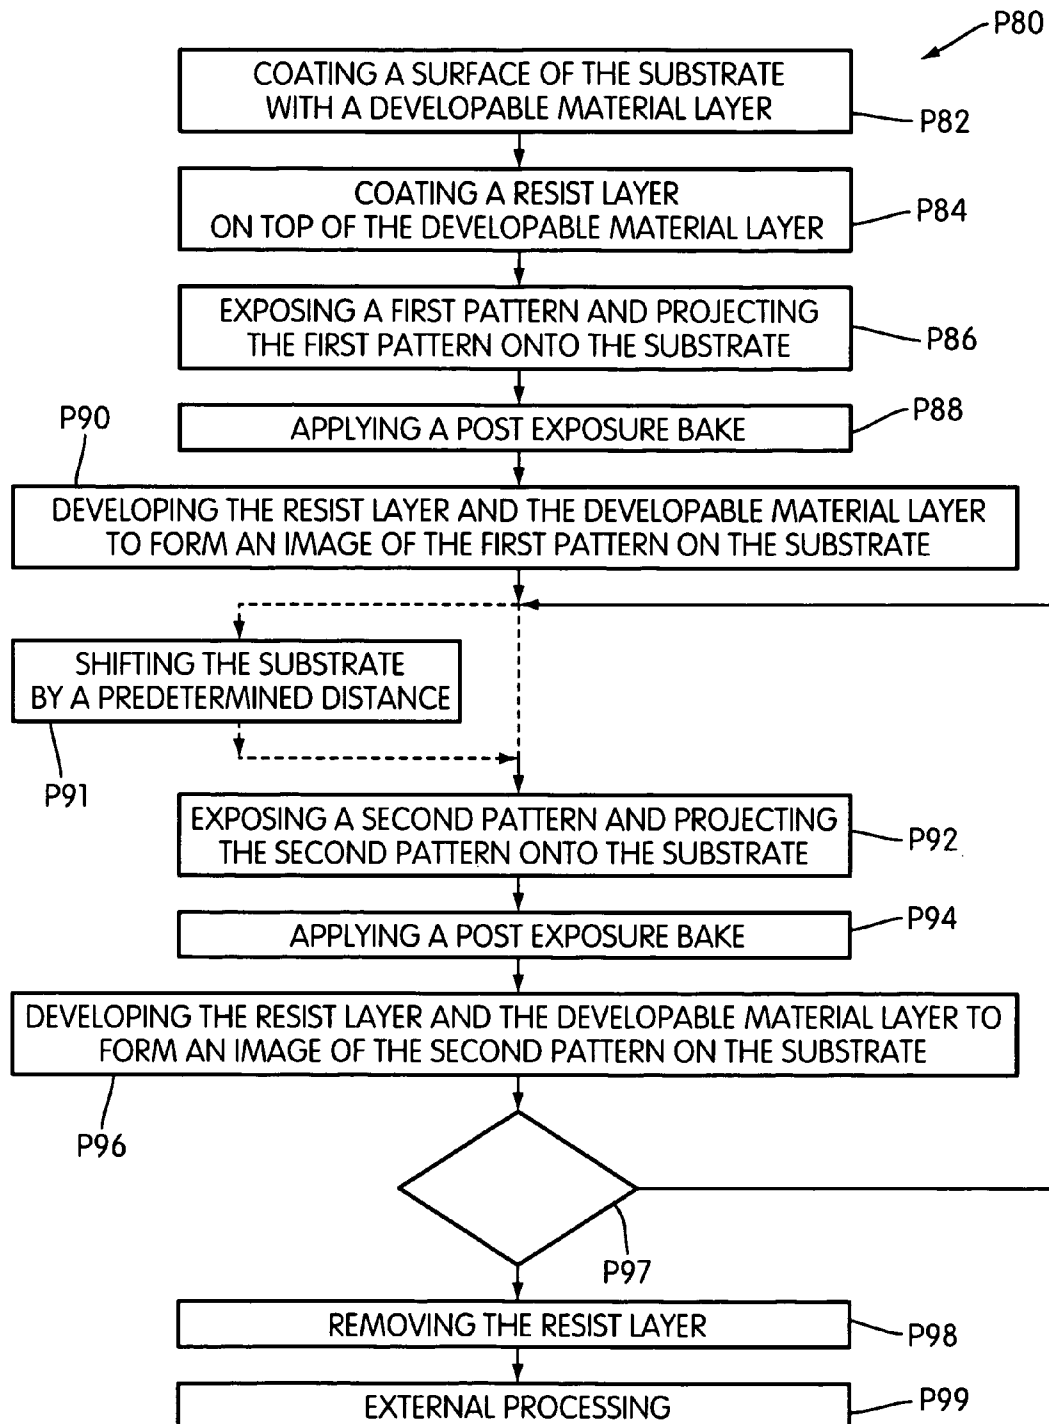 P80
COATING A SURFACE OF THE SUBSTRATE
WITH A DEVELOPABLE MATERIAL LAYER
P82
COATING A RESIST LAYER
ON TOP OF THE DEVELOPABLE MATERIAL LAYER
P84
EXPOSING A FIRST PATTERN AND PROJECTING
THE FIRST PATTERN ONTO THE SUBSTRATE
P86
APPLYING A POST EXPOSURE BAKE
P88
P90
DEVELOPING THE RESIST LAYER AND THE DEVELOPABLE MATERIAL LAYER
TO FORM AN IMAGE OF THE FIRST PATTERN ON THE SUBSTRATE
SHIFTING THE SUBSTRATE
BY A PREDETERMINED DISTANCE
P91
EXPOSING A SECOND PATTERN AND PROJECTING
THE SECOND PATTERN ONTO THE SUBSTRATE
P92
APPLYING A POST EXPOSURE BAKE
P94
DEVELOPING THE RESIST LAYER AND THE DEVELOPABLE MATERIAL LAYER TO
FORM AN IMAGE OF THE SECOND PATTERN ON THE SUBSTRATE
P96
P97
REMOVING THE RESIST LAYER
P98
EXTERNAL PROCESSING
P99